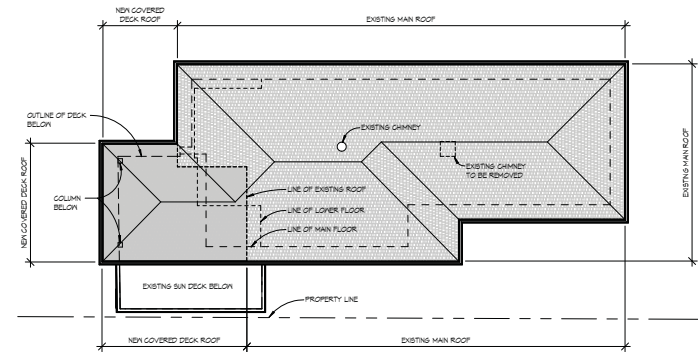 NEW COVERED
DECK ROOF
EXISTING MAIN ROOF
OUTLINE OF DECK
BELOW
EXISTING CHIMNEY
EXISTING CHIMNEY
TO BE REMOVED
NEW COVERED DECK ROOF
EXISTING MAIN ROOF
COLUMN
BELOW
LINE OF EXISTING ROOF
LINE OF LOWER FLOOR
LINE OF MAIN FLOOR
EXISTING SUN DECK BELOW
PROPERTY LINE
NEW COVERED DECK ROOF
EXISTING MAIN ROOF